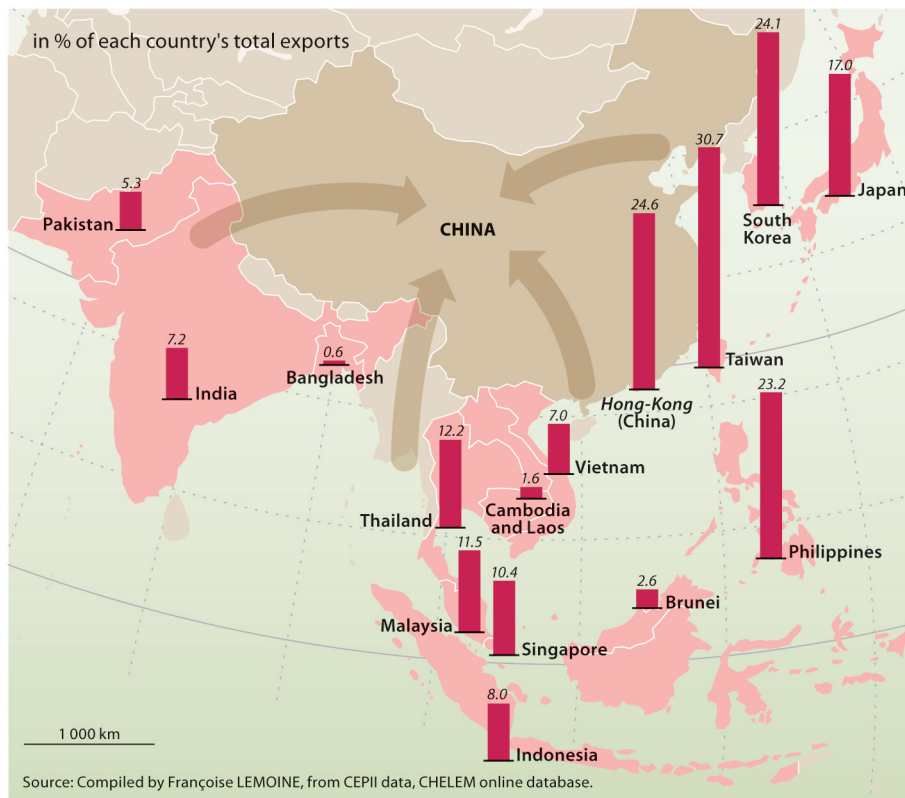 in % of each country's total exports
24.1
17.0
30.7
5.3
Japan
Pakistan
South
Korea
24.6
CHINA
7.2
0.6
Taiwan
Bangladesh
India
Hong-Kong
(China)
23.2
7.0
12.2
Vietnam
1.6
Cambodia
and Laos
Thailand
11.5
Philippines
10.4
2.6
Brunei
Malaysia
Singapore
8.0
1 000 km
Indonesia
Source: Compiled by Françoise LEMOINE, from CEPII data, CHELEM online database.